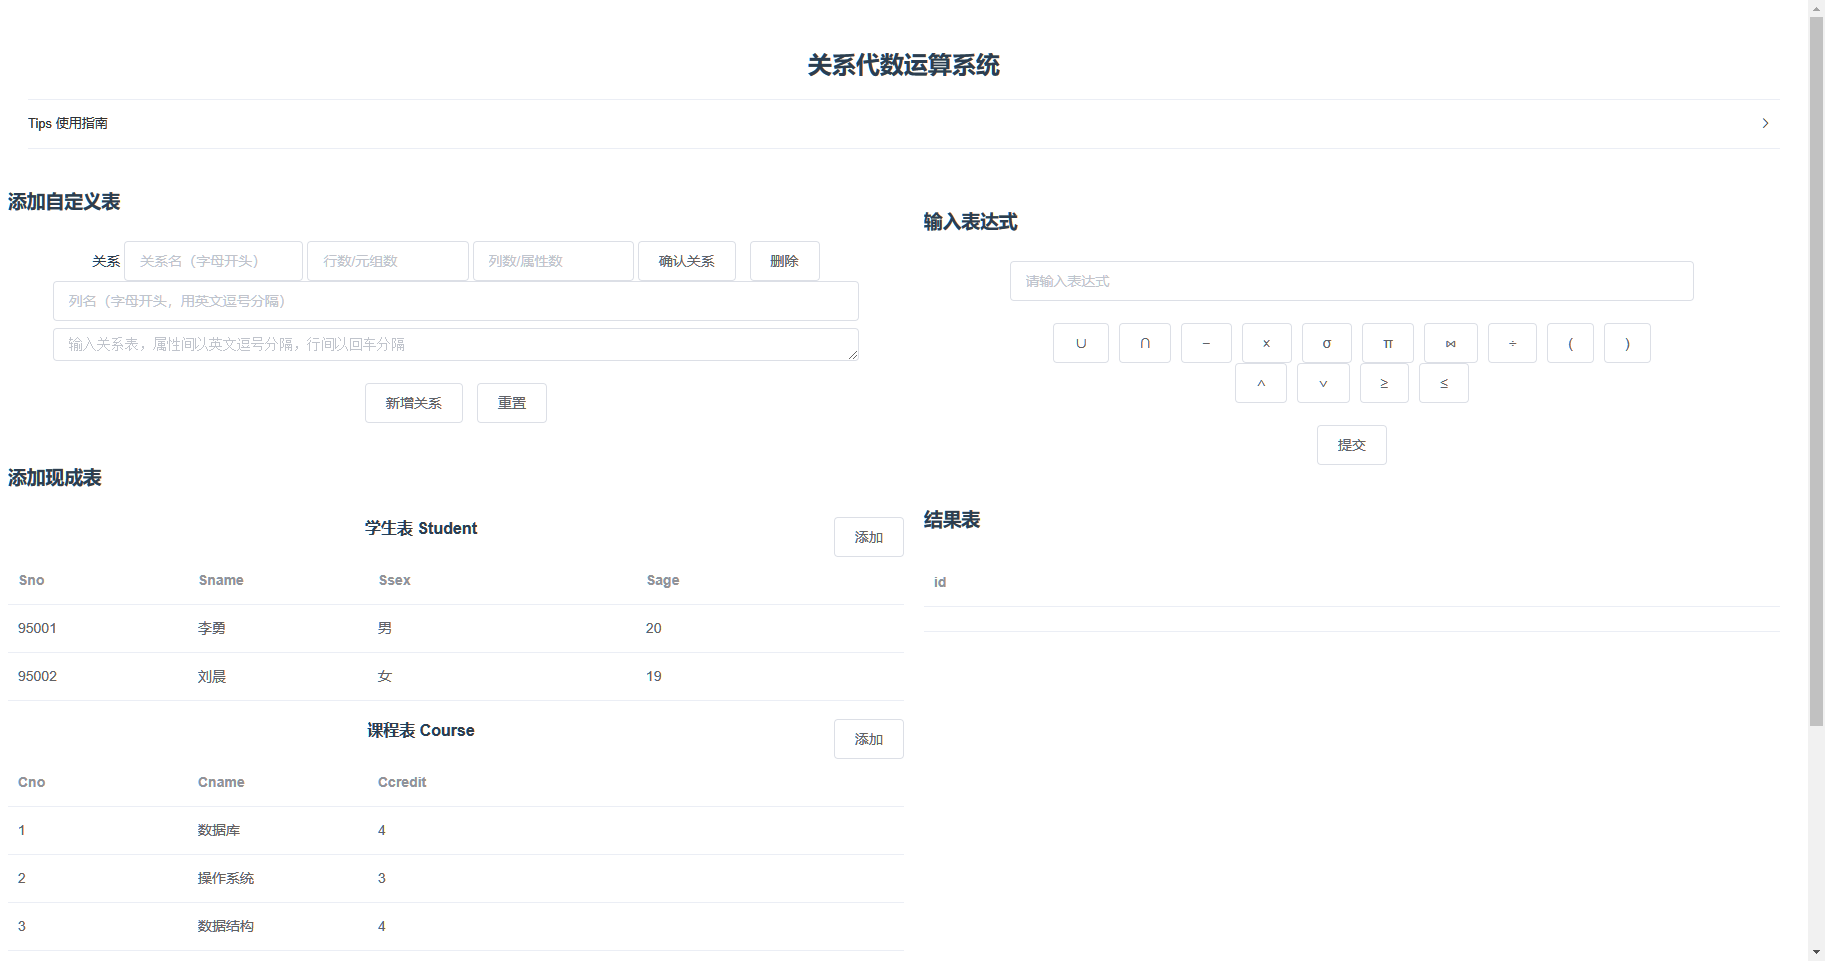 关系代数运算系统
Tips 使用指南
添加自定义表
关系 关系名（字母开头） 行数/元组数 列数/属性数 确认关系 删除
列名（字母开头，用英文逗号分隔）
输入关系表，属性间以英文逗号分隔，行间以回车分隔
新增关系 重置
输入表达式
请输入表达式
∪ ∩ − × σ π ⋈ ÷ ( )
∧ ∨ ≥ ≤
提交
添加现成表
学生表 Student 添加
Sno Sname Ssex Sage
95001 李勇 男 20
95002 刘晨 女 19
课程表 Course 添加
Cno Cname Ccredit
1 数据库 4
2 操作系统 3
3 数据结构 4
结果表
id